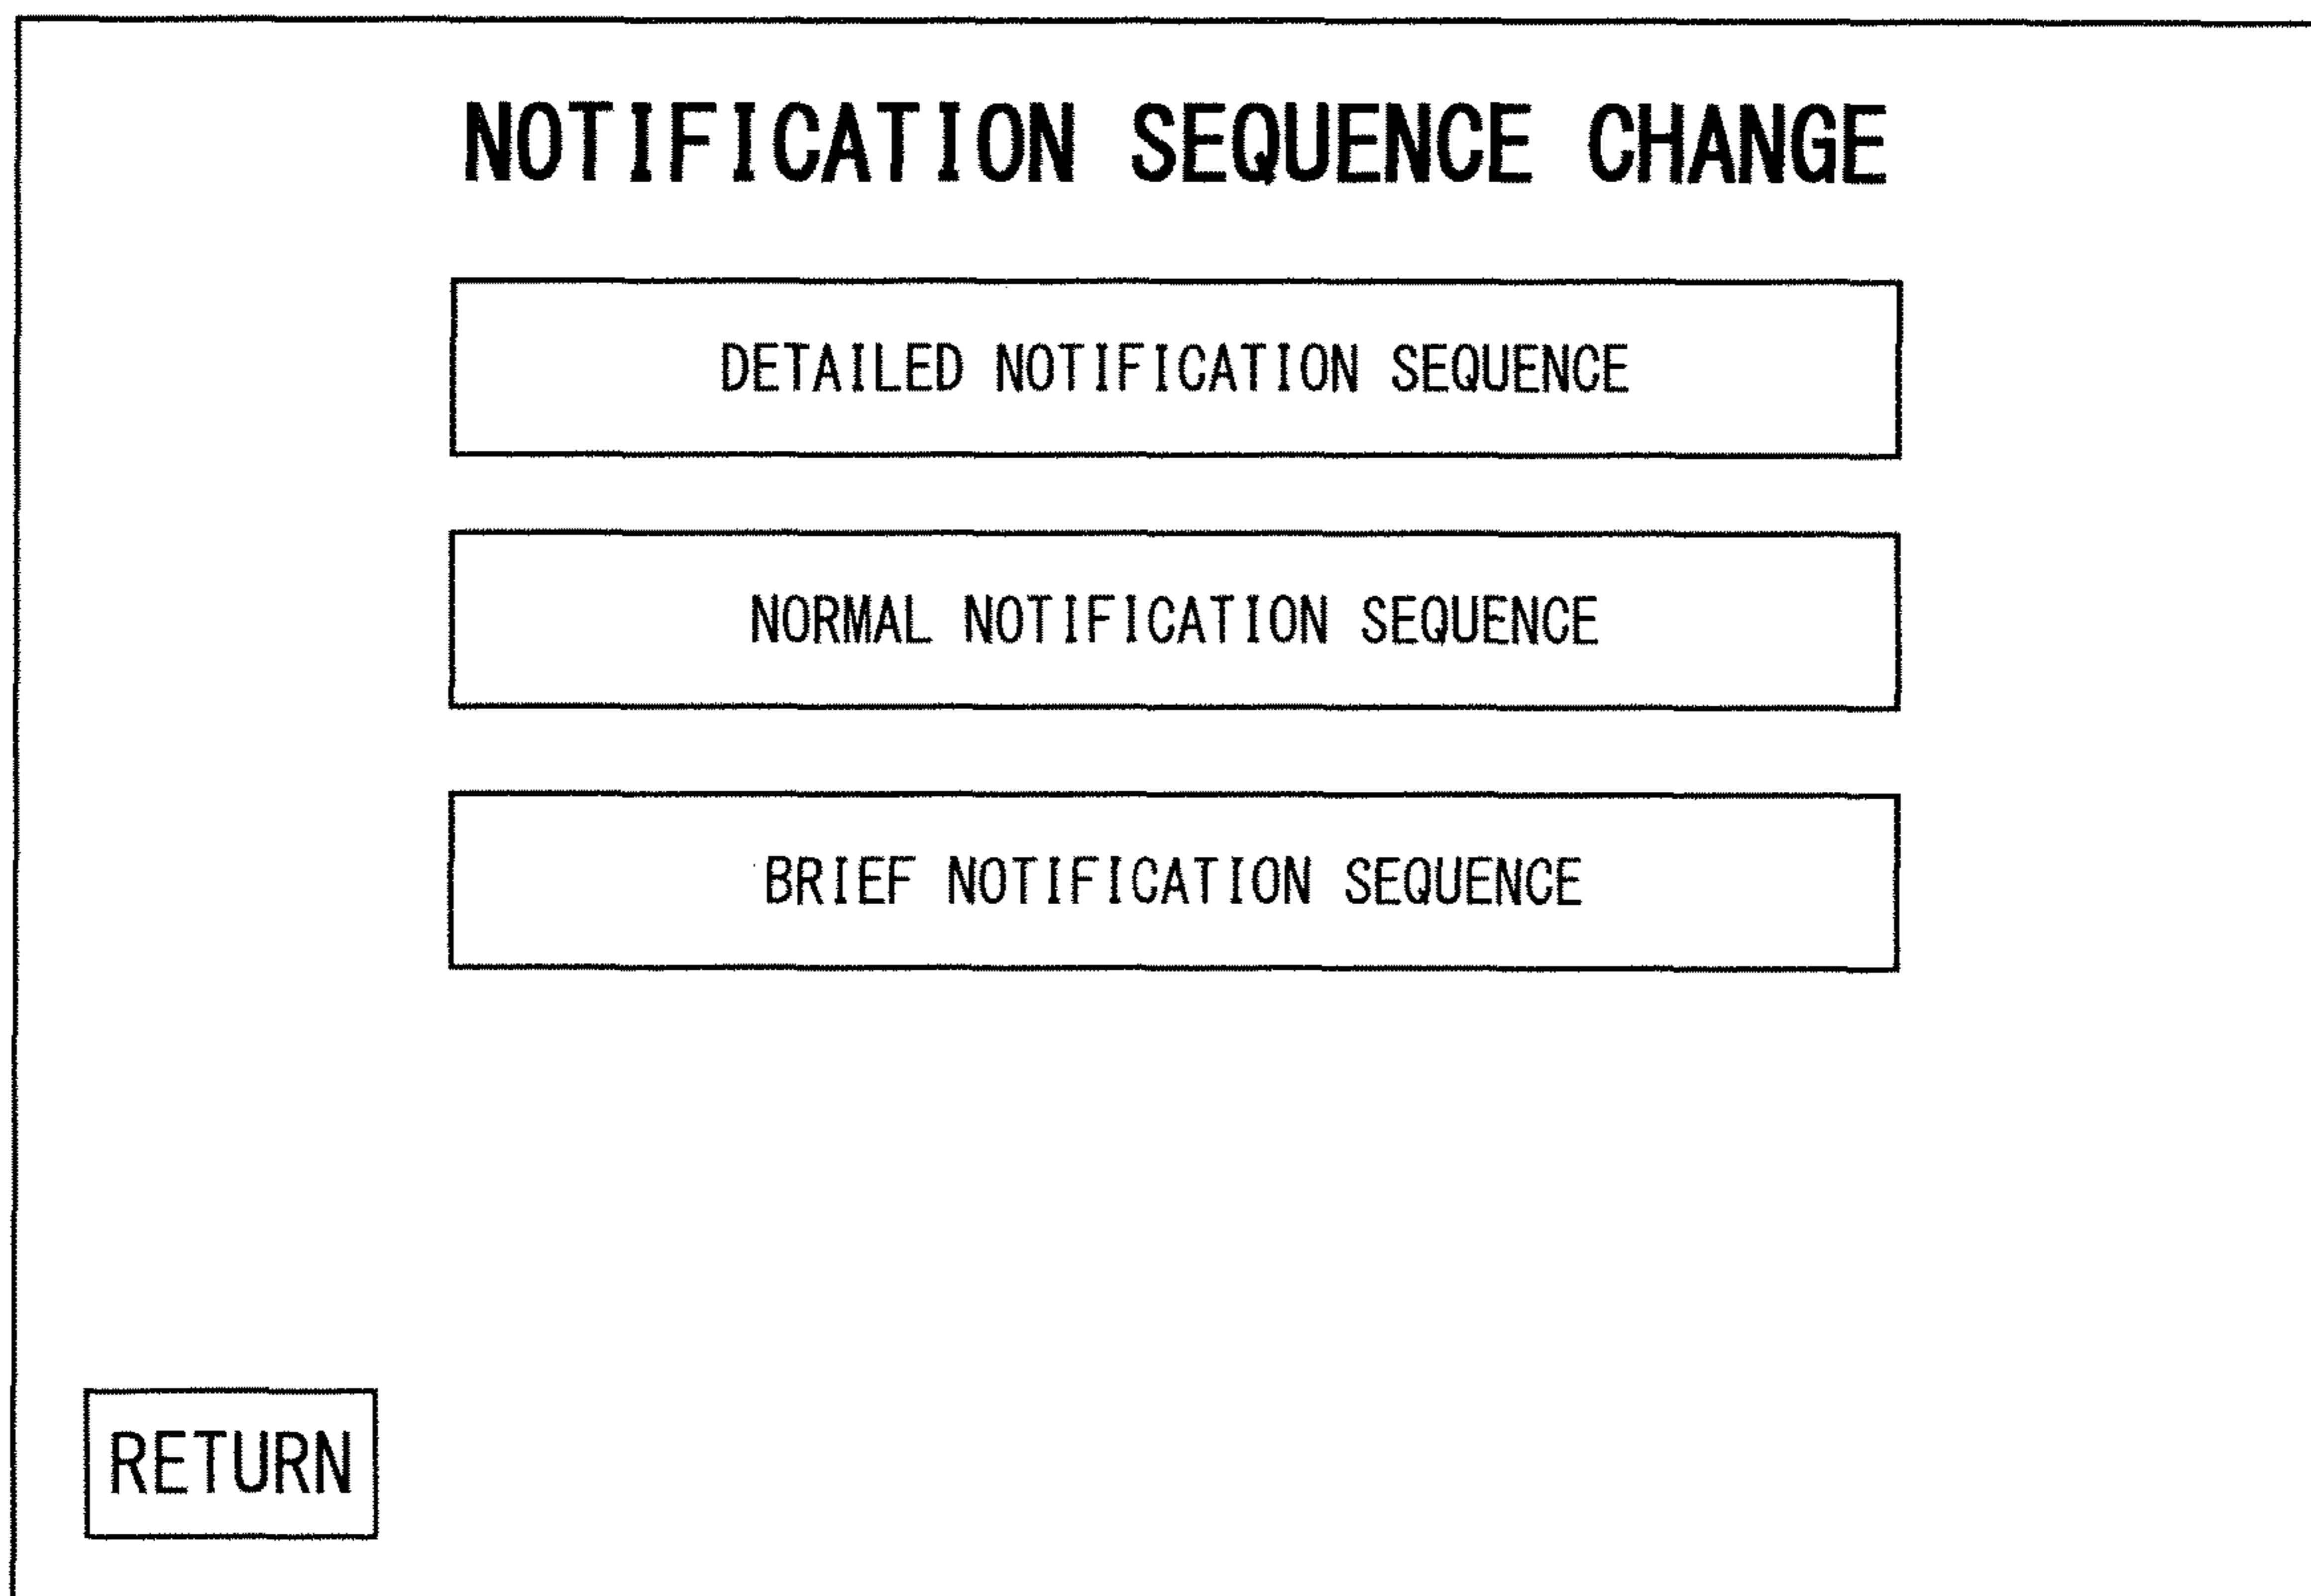 NOTIFICATION SEQUENCE CHANGE
DETAILED NOTIFICATION SEQUENCE
NORMAL NOTIFICATION SEQUENCE
BRIEF NOTIFICATION SEQUENCE
RETURN